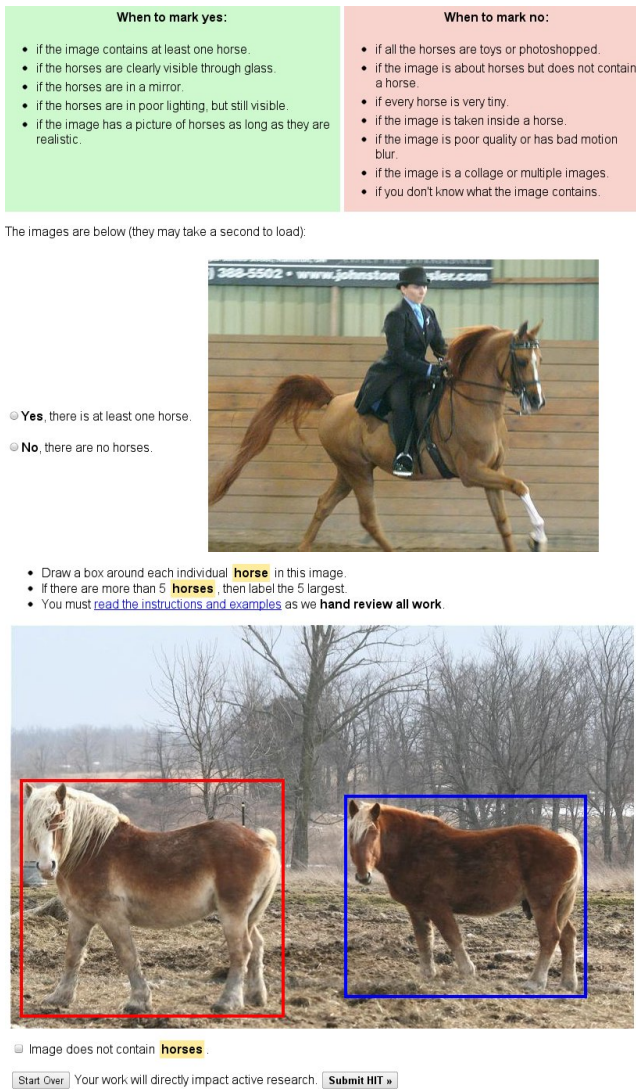 When to mark yes:
if the image contains at least one horse.
if the horses are clearly visible through glass.
if the horses are in a mirror.
if the horses are in poor lighting, but still visible.
if the image has a picture of horses as long as they are
realistic.
When to mark no:
if all the horses are toys or photoshopped.
if the image is about horses but does not contain
a horse.
if every horse is very tiny.
if the image is taken inside a horse.
if the image is poor quality or has bad motion
blur.
if the image is a collage or multiple images.
if you don't know what the image contains.
The images are below (they may take a second to load):
) 388-5502 • www.johnston
Yes, there is at least one horse.
No, there are no horses.
Draw a box around each individual horse in this image.
If there are more than 5 horses , then label the 5 largest.
You must read the instructions and examples as we hand review all work.
Image does not contain horses .
Start Over Your work will directly impact active research. Submit HIT »